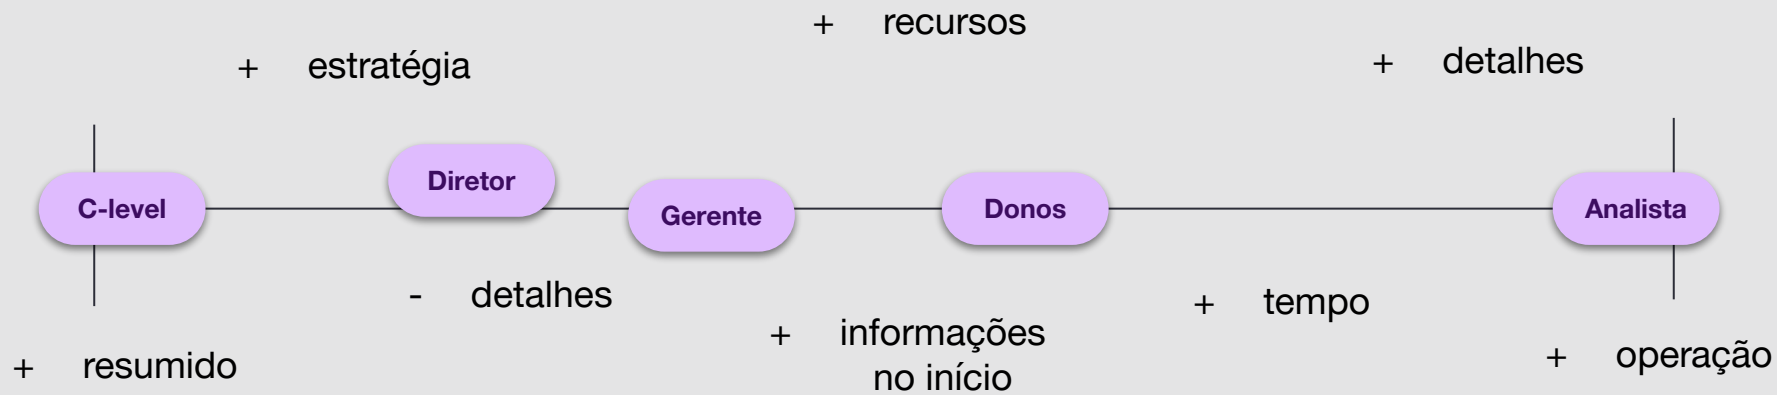 + recursos
+ estratégia
+ detalhes
C-level
Diretor
Gerente
Donos
Analista
- detalhes
+ tempo
+ informações
no início
+ resumido
+ operação